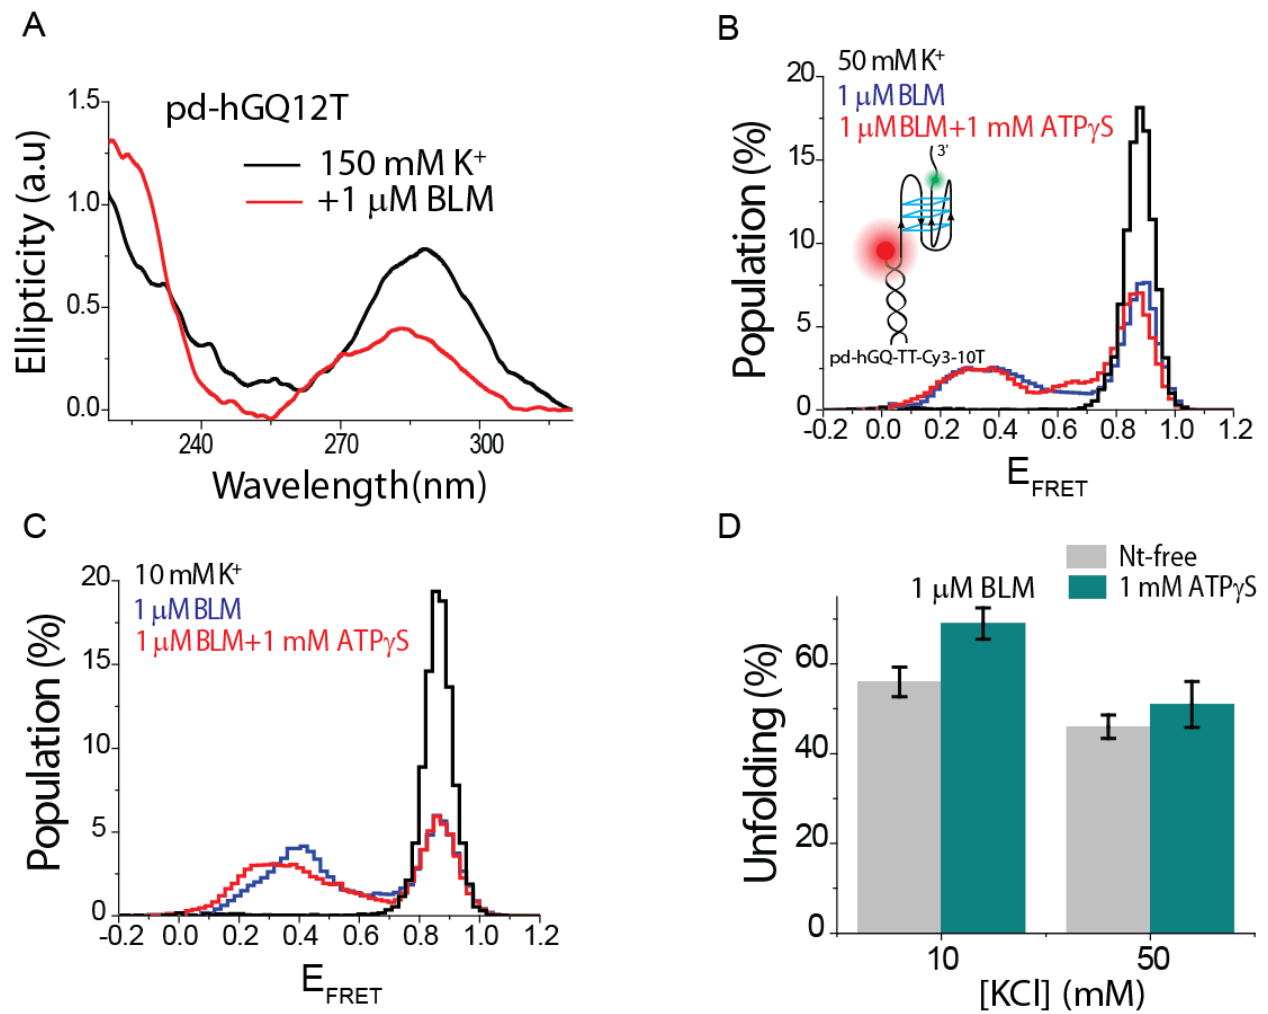 A
pd-hGQ12T
150 mM K⁺
+1 μM BLM
Ellipticity (a.u)
1.5
1.0
0.5
0.0
240
270
300
Wavelength(nm)
B
50 mM K⁺
1 μM BLM
1 μM BLM+1 mM ATPγS
3'
pd-hGQ-TT-Cy3-10T
Population (%)
20
15
10
5
0
-0.2
0.0
0.2
0.4
0.6
0.8
1.0
1.2
E_FRET
C
10 mM K⁺
1 μM BLM
1 μM BLM+1 mM ATPγS
Population (%)
20
15
10
5
0
-0.2
0.0
0.2
0.4
0.6
0.8
1.0
1.2
E_FRET
D
Nt-free
1 mM ATPγS
1 μM BLM
Unfolding (%)
60
40
20
0
10
50
[KCl] (mM)